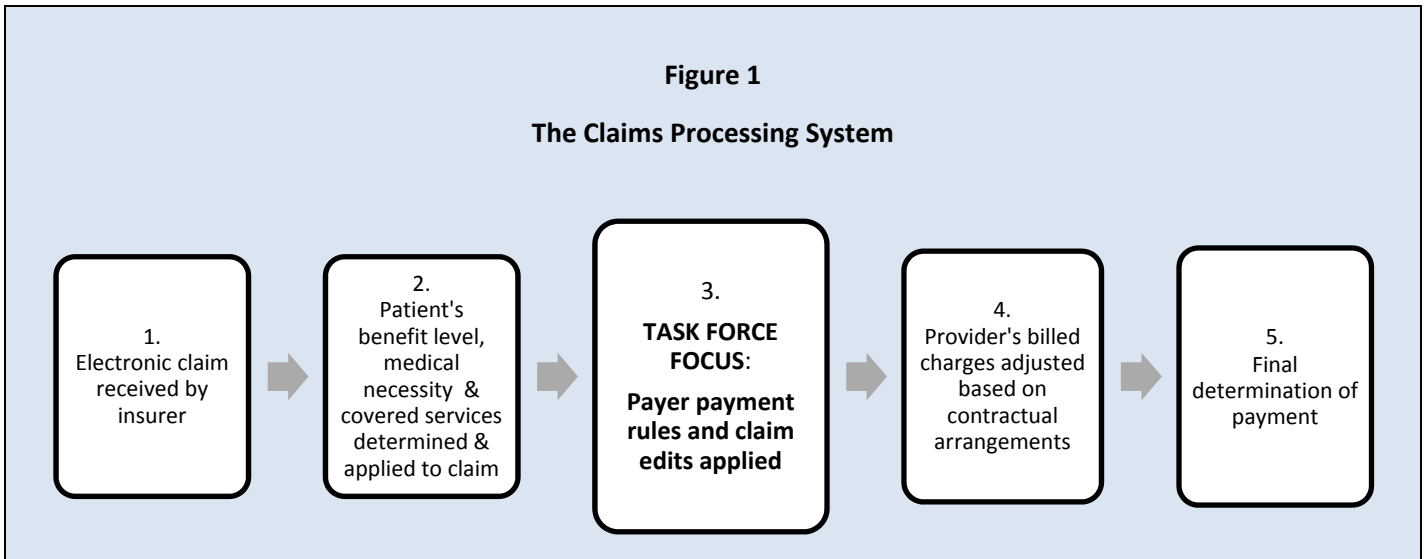 Figure 1
The Claims Processing System
1.
Electronic claim
received by
insurer
2.
Patient's
benefit level,
medical
necessity & 
covered services
determined &
applied to claim
3.
TASK FORCE
FOCUS:
Payer payment
rules and claim
edits applied
4.
Provider's billed
charges adjusted
based on
contractual
arrangements
5.
Final
determination of
payment